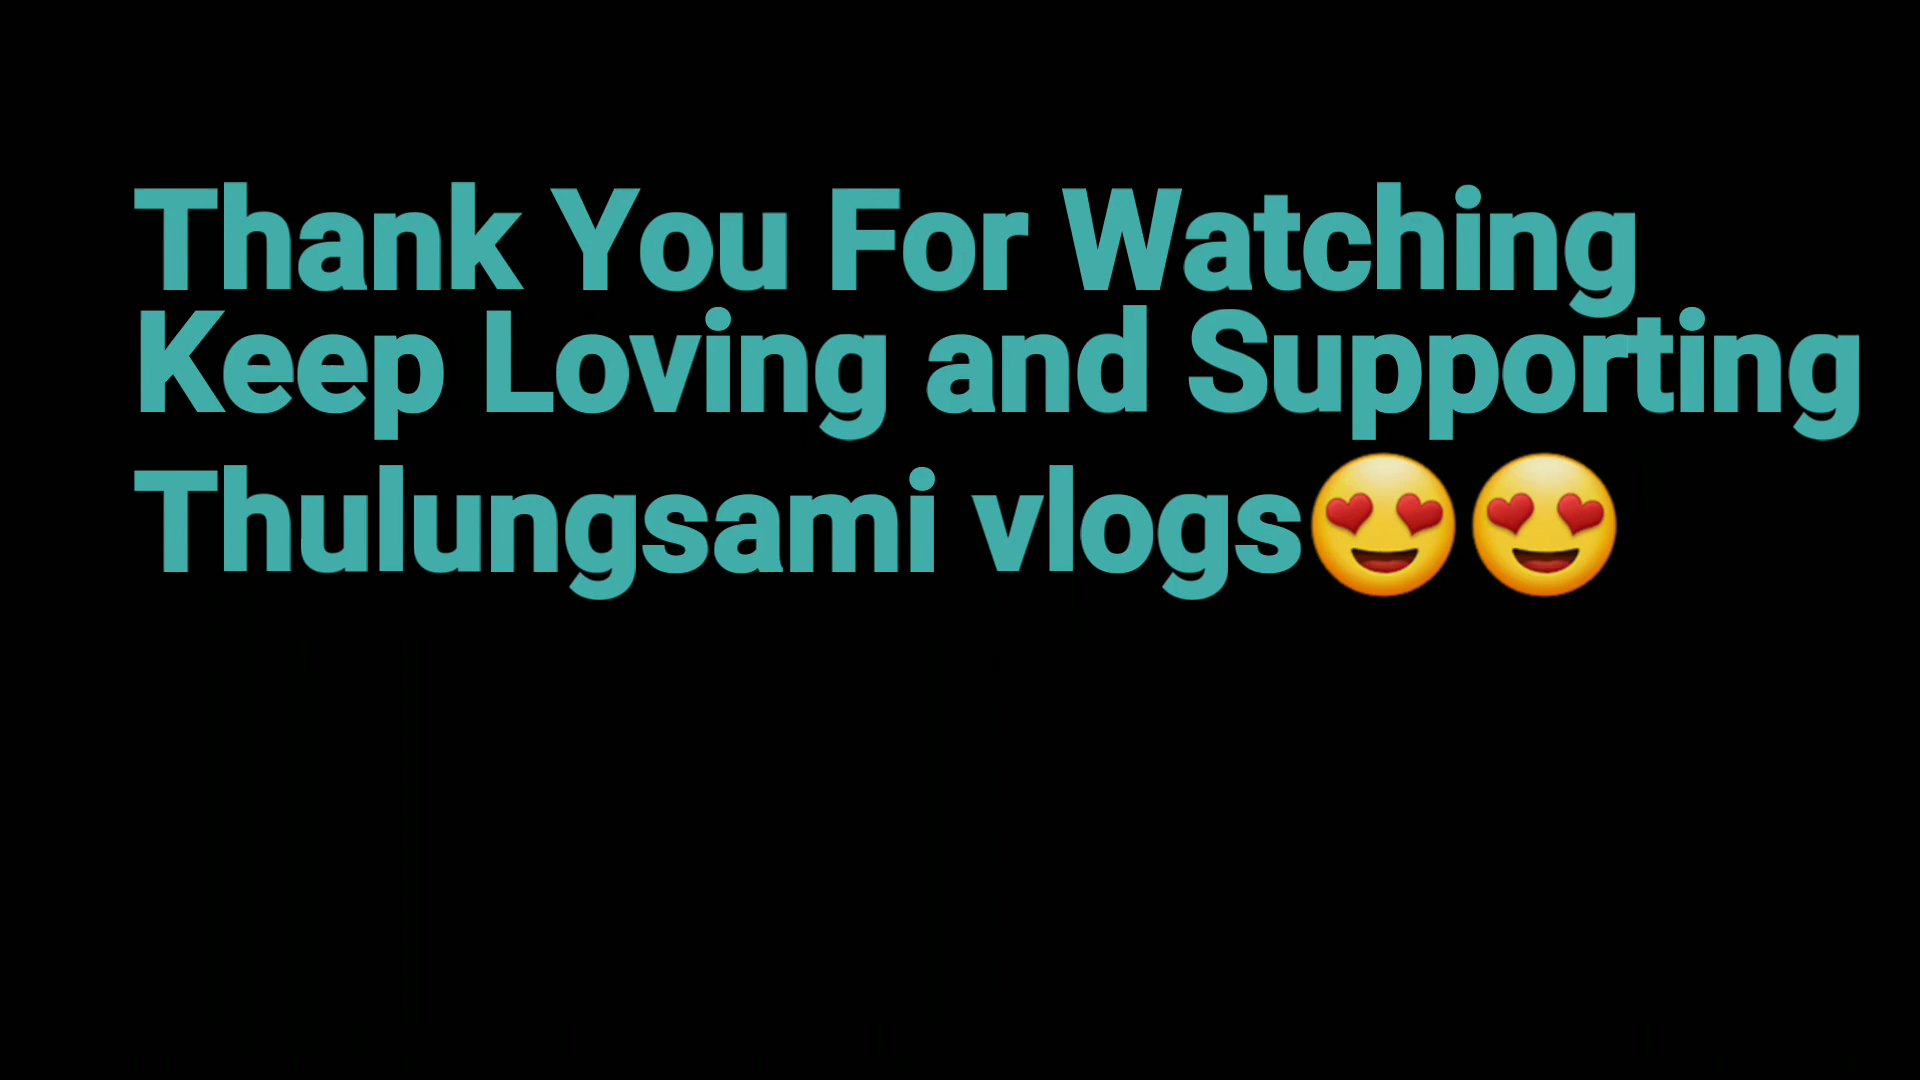 Thank You For Watching
Keep Loving and Supporting
Thulungsami vlogs😍😍